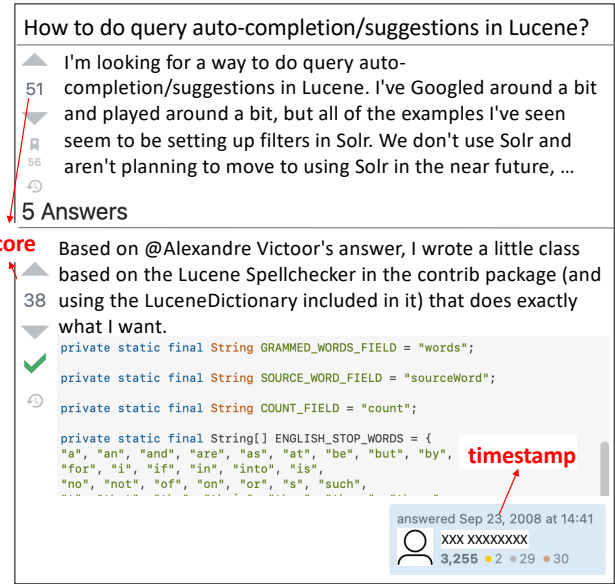 How to do query auto-completion/suggestions in Lucene?
I'm looking for a way to do query auto-
51 completion/suggestions in Lucene. I've Googled around a bit
and played around a bit, but all of the examples I've seen
seem to be setting up filters in Solr. We don't use Solr and
56 aren't planning to move to using Solr in the near future, ...
5 Answers
core
Based on @Alexandre Victoor's answer, I wrote a little class
based on the Lucene Spellchecker in the contrib package (and
38 using the LuceneDictionary included in it) that does exactly
what I want.
private static final String GRAMMED_WORDS_FIELD = "words";
private static final String SOURCE_WORD_FIELD = "sourceWord";
private static final String COUNT_FIELD = "count";
private static final String[] ENGLISH_STOP_WORDS = {
"a", "an", "and", "are", "as", "at", "be", "but", "by",
"for", "i", "if", "in", "into", "is",
"no", "not", "of", "on", "or", "s", "such",
timestamp
answered Sep 23, 2008 at 14:41
XXX XXXXXXXX
3,255 2 29 30